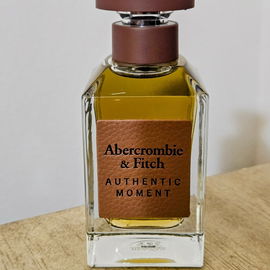 Abercrombie
& Fitch
AUTHENTIC
MOMENT